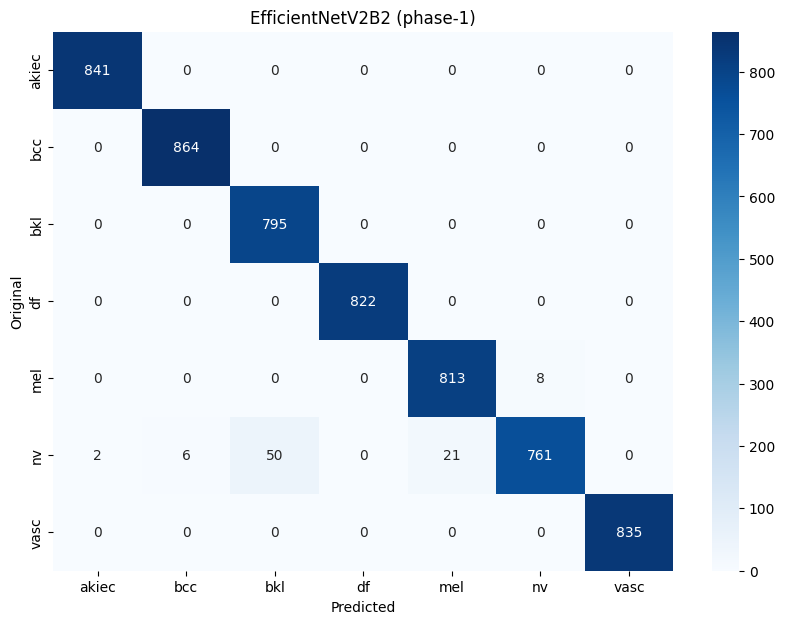 EfficientNetV2B2 (phase-1)
akiec 841 0 0 0 0 0 0
bcc 0 864 0 0 0 0 0
bkl 0 0 795 0 0 0 0
df 0 0 0 822 0 0 0
mel 0 0 0 0 813 8 0
nv 2 6 50 0 21 761 0
vasc 0 0 0 0 0 0 835
akiec bcc bkl df mel nv vasc
Original
Predicted
800
700
600
500
400
300
200
100
0